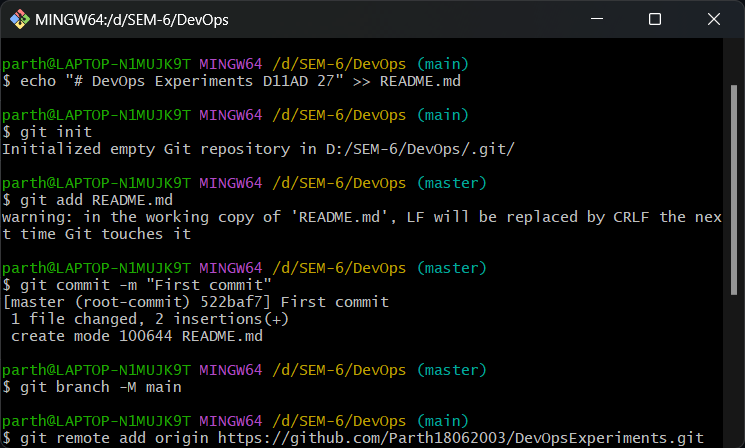 MINGW64:/d/SEM-6/DevOps
parth@LAPTOP-N1MUJK9T MINGW64 /d/SEM-6/DevOps (main)
$ echo "# DevOps Experiments D11AD 27" >> README.md
parth@LAPTOP-N1MUJK9T MINGW64 /d/SEM-6/DevOps (main)
$ git init
Initialized empty Git repository in D:/SEM-6/DevOps/.git/
parth@LAPTOP-N1MUJK9T MINGW64 /d/SEM-6/DevOps (master)
$ git add README.md
warning: in the working copy of 'README.md', LF will be replaced by CRLF the nex
t time Git touches it
parth@LAPTOP-N1MUJK9T MINGW64 /d/SEM-6/DevOps (master)
$ git commit -m "First commit"
[master (root-commit) 522baf7] First commit
 1 file changed, 2 insertions(+)
 create mode 100644 README.md
parth@LAPTOP-N1MUJK9T MINGW64 /d/SEM-6/DevOps (master)
$ git branch -M main
parth@LAPTOP-N1MUJK9T MINGW64 /d/SEM-6/DevOps (main)
$ git remote add origin https://github.com/Parth18062003/DevOpsExperiments.git